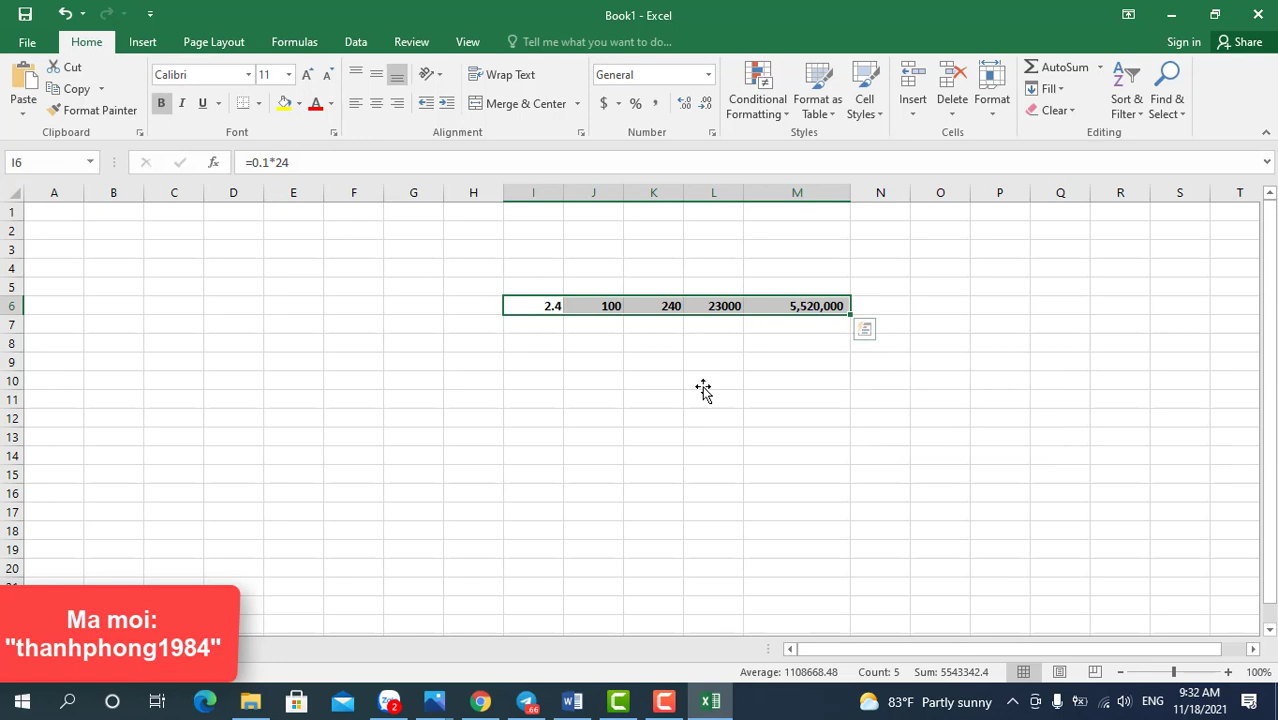 Book1 - Excel
File Home Insert Page Layout Formulas Data Review View Tell me what you want to do... Sign in Share
Cut
Copy
Format Painter
Paste
Clipboard
Calibri 11
B I U
Font
Wrap Text
Merge & Center
Alignment
General
$ % ,
Number
Conditional Formatting
Format as Table
Cell Styles
Styles
Insert Delete Format
Cells
AutoSum
Fill
Clear
Sort & Filter
Find & Select
Editing
I6 fx =0.1*24
A B C D E F G H I J K L M N O P Q R S T
1
2
3
4
5
6 2.4 100 240 23000 5,520,000
7
8
9
10
11
12
13
14
15
16
17
18
19
20
Ma moi:
"thanhphong1984"
Average: 1108668.48 Count: 5 Sum: 5543342.4 100%
Zalo 2 .66 83°F Partly sunny ENG 9:32 AM
11/18/2021